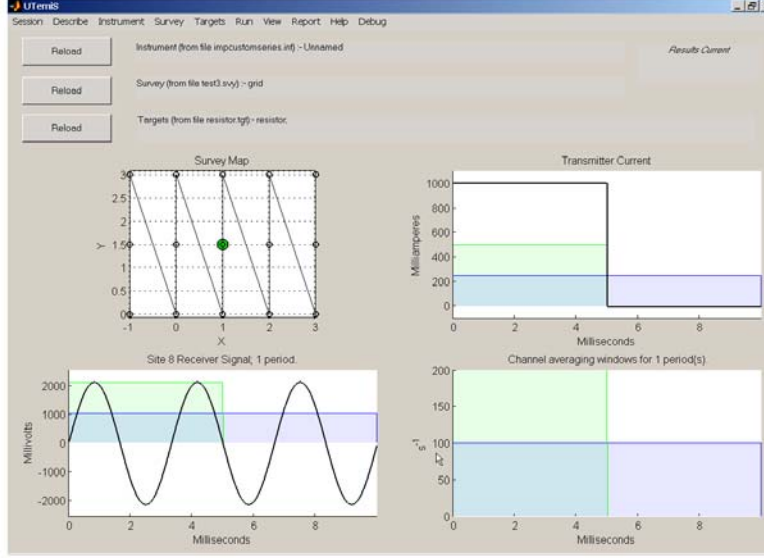 UTemiS
Session Describe Instrument Survey Targets Run View Report Help Debug
Reload
Instrument (from file impcustomseries.inf) :- Unnamed
Results Current
Reload
Survey (from file test3.svy) :- grid
Reload
Targets (from file resistor.tgt) :- resistor,
Survey Map
3
2.5
2
1.5
1
0.5
0
Y
-1 0 1 2 3
X
Transmitter Current
1000
800
600
400
200
0
Milliamperes
0 2 4 6 8
Milliseconds
Site 8 Receiver Signal; 1 period.
2000
1000
0
-1000
-2000
Millivolts
0 2 4 6 8
Milliseconds
Channel averaging windows for 1 period(s).
200
150
100
50
0
s-1
0 2 4 6 8
Milliseconds